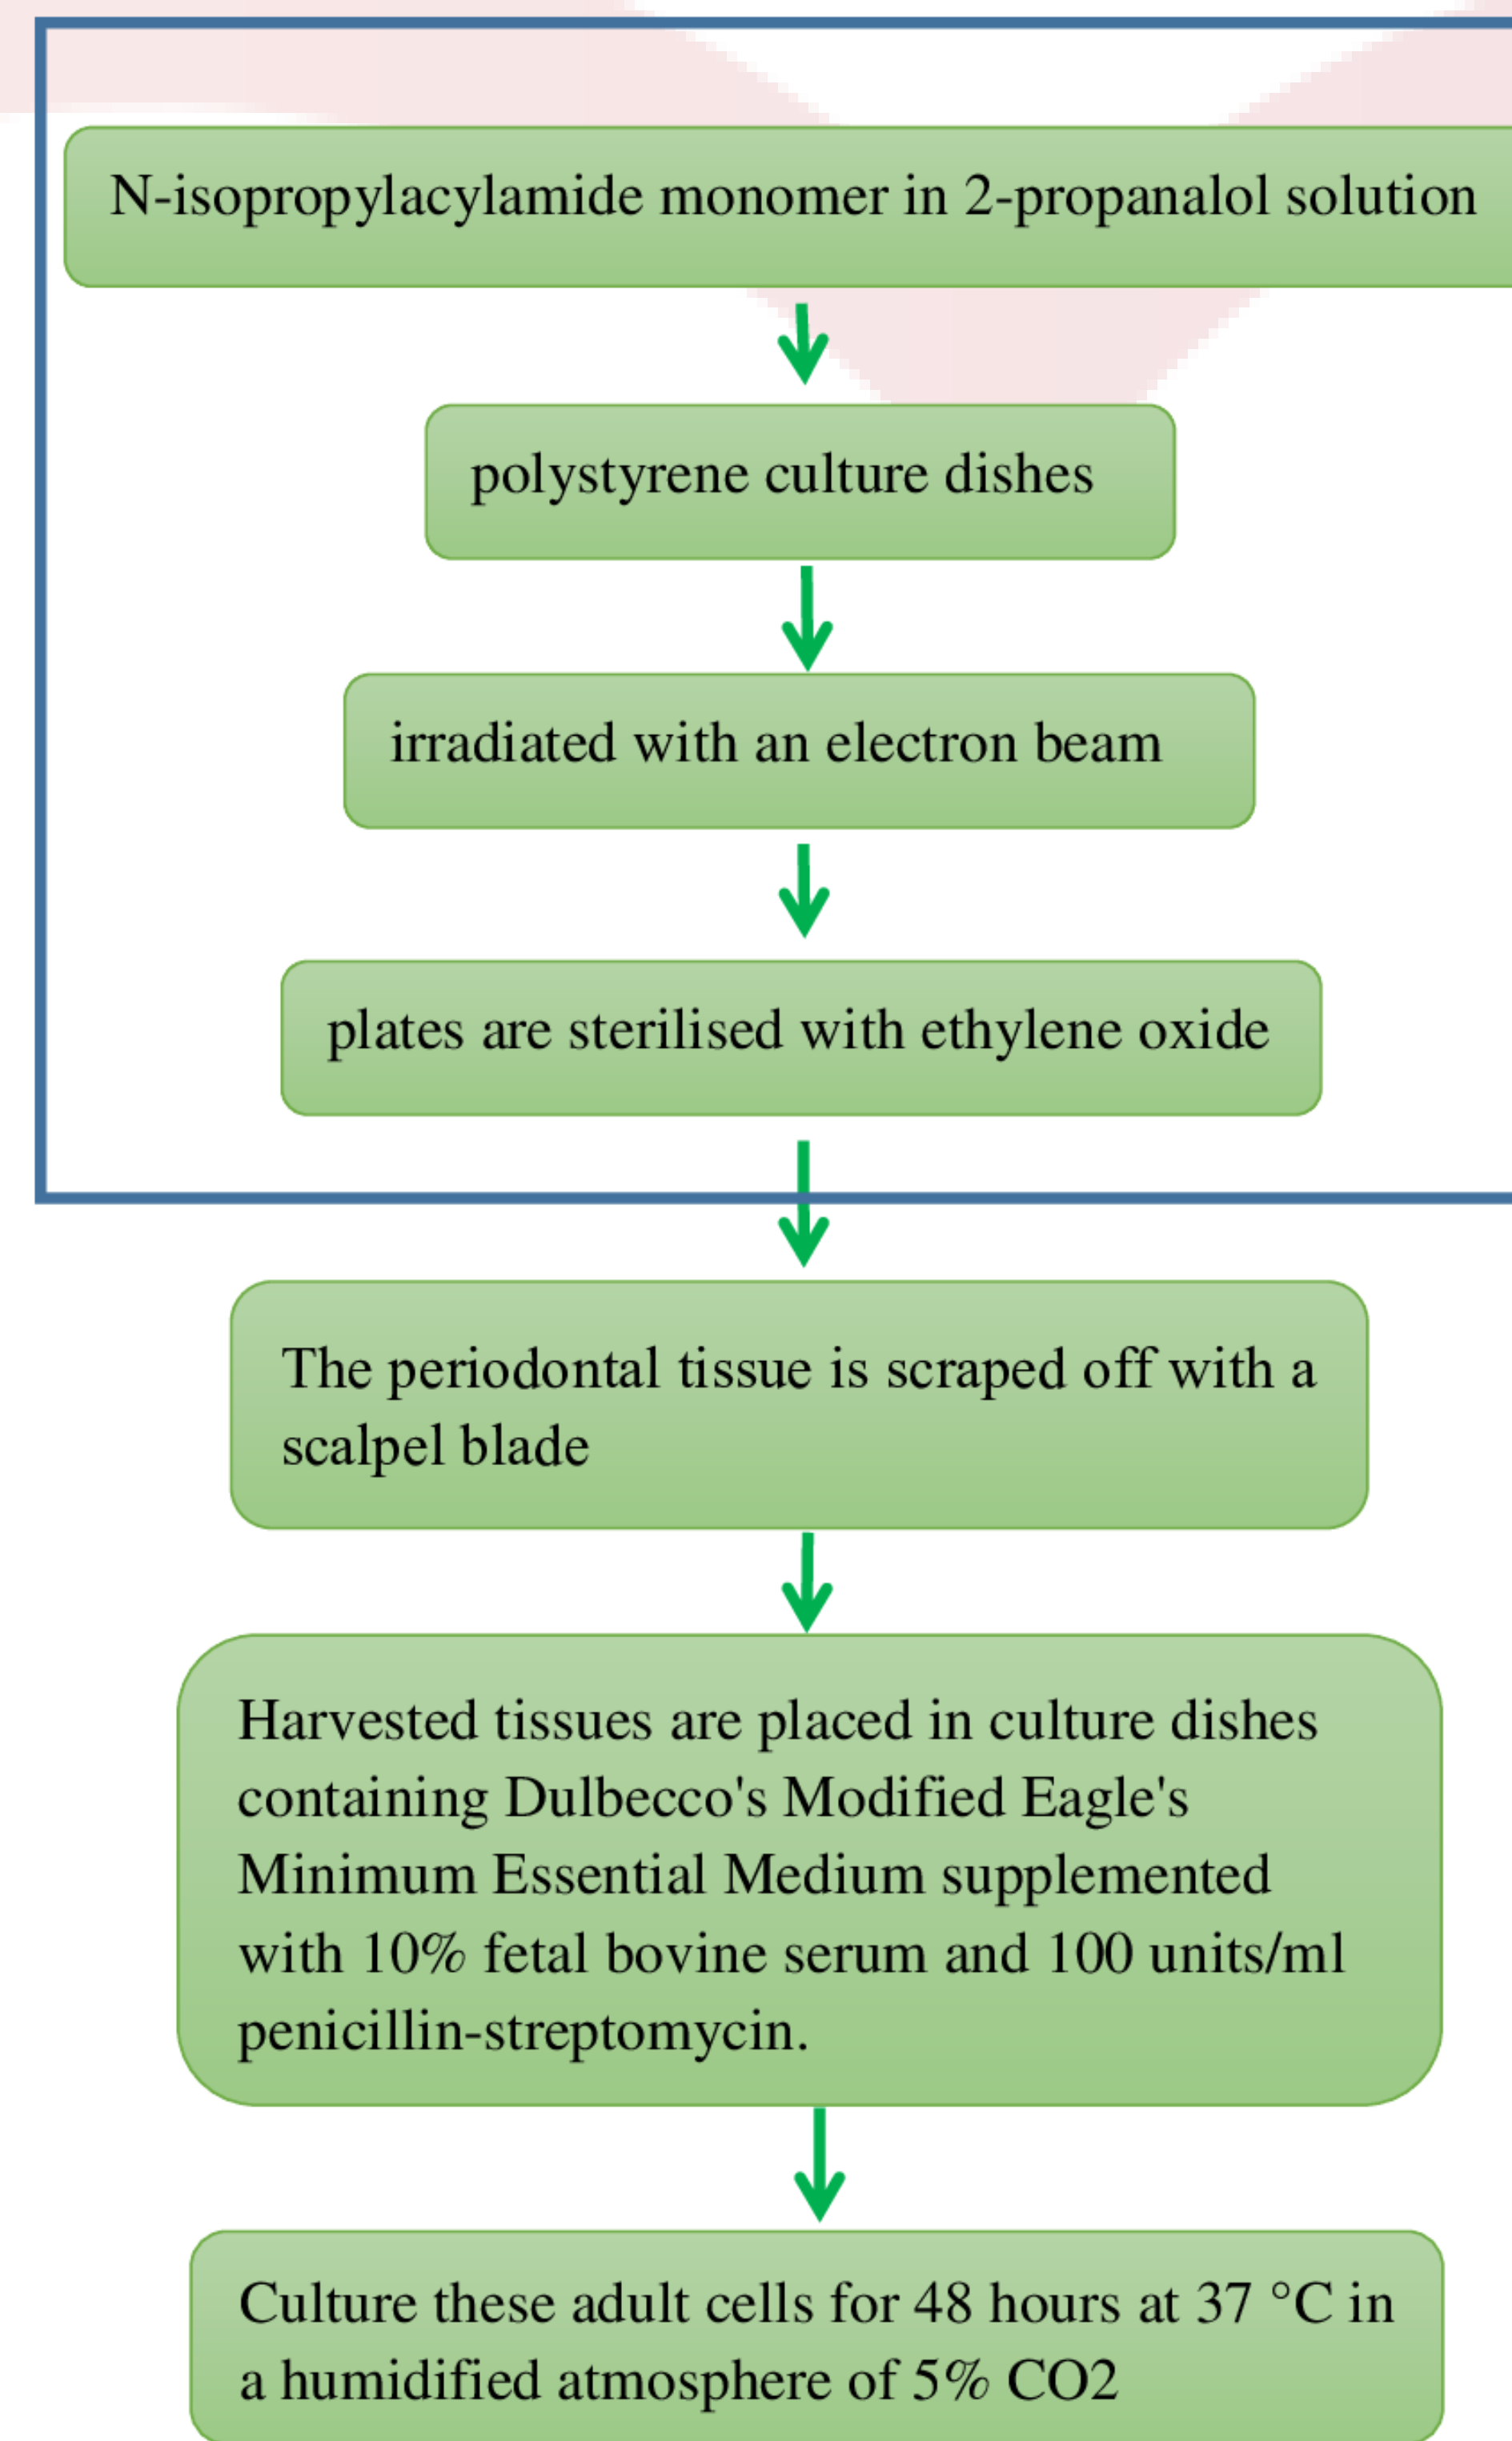 N-isopropylacylamide monomer in 2-propanalol solution
polystyrene culture dishes
irradiated with an electron beam
plates are sterilised with ethylene oxide
The periodontal tissue is scraped off with a
scalpel blade
Harvested tissues are placed in culture dishes
containing Dulbecco's Modified Eagle's
Minimum Essential Medium supplemented
with 10% fetal bovine serum and 100 units/ml
penicillin-streptomycin.
Culture these adult cells for 48 hours at 37 °C in
a humidified atmosphere of 5% CO2